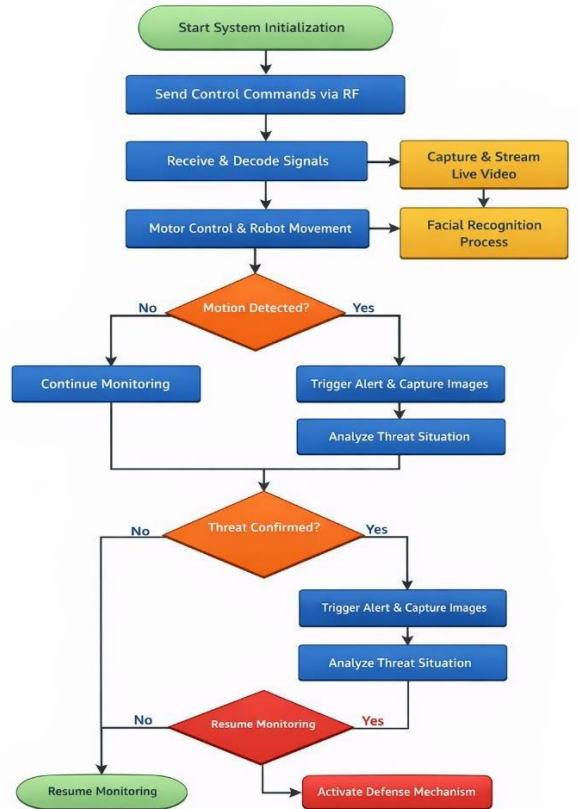 Start System Initialization
Send Control Commands via RF
Receive & Decode Signals
Capture & Stream
Live Video
Motor Control & Robot Movement
Facial Recognition
Process
Motion Detected?
No
Yes
Continue Monitoring
Trigger Alert & Capture Images
Analyze Threat Situation
Threat Confirmed?
No
Yes
Trigger Alert & Capture Images
Analyze Threat Situation
No
Resume Monitoring
Yes
Resume Monitoring
Activate Defense Mechanism